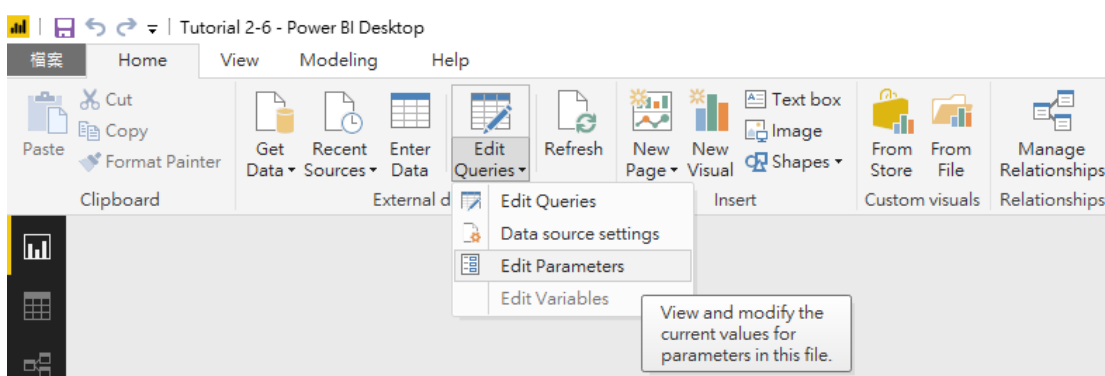 Tutorial 2-6 - Power BI Desktop
檔案 Home View Modeling Help
Paste
Cut
Copy
Format Painter
Get Data
Recent Sources
Enter Data
Edit Queries
Refresh
New Page
New Visual
Text box
Image
Shapes
From Store
From File
Manage Relationships
Clipboard
External d
Insert
Custom visuals
Relationships
Edit Queries
Data source settings
Edit Parameters
Edit Variables
View and modify the
current values for
parameters in this file.